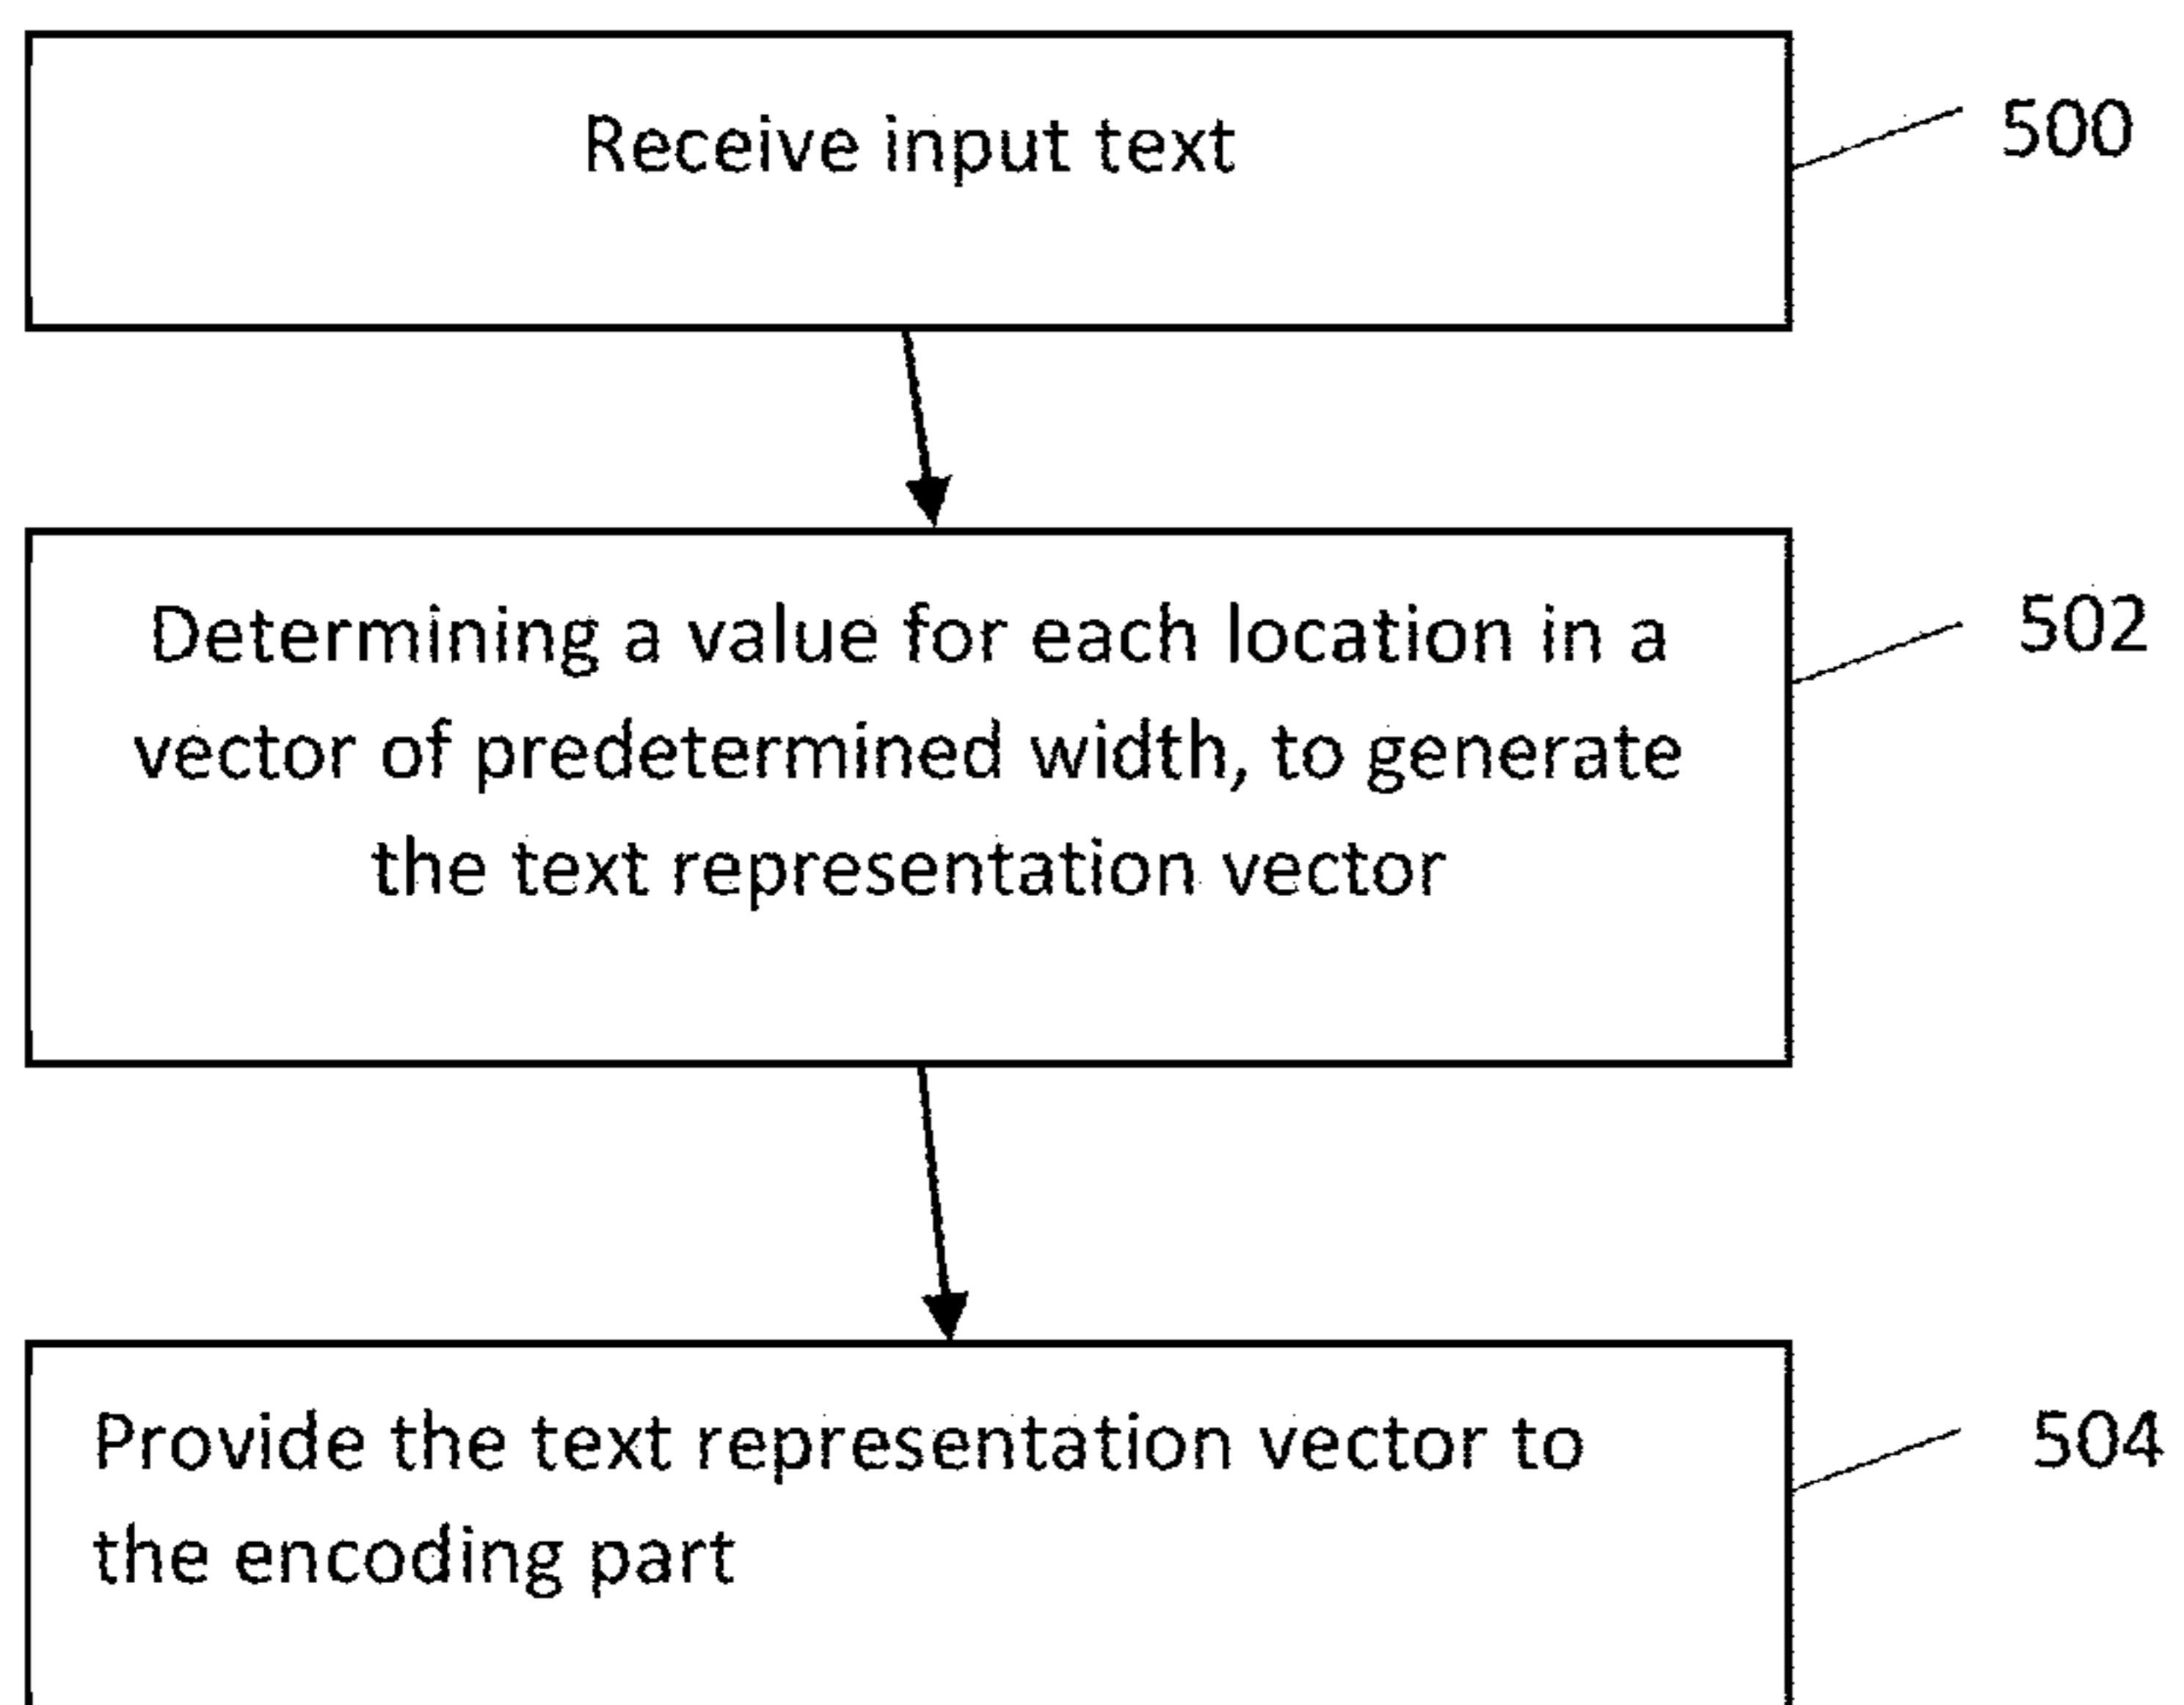 Receive input text
500
Determining a value for each location in a
502
vector of predetermined width, to generate
the text representation vector
Provide the text representation vector to
504
the encoding part